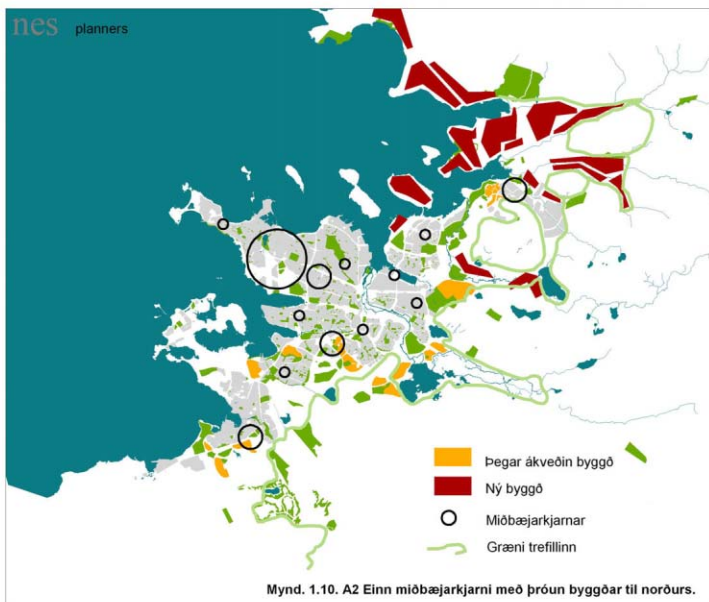 nes planners
Þegar ákveðin byggð
Ný byggð
Miðbæjarkjarnar
Græni trefillinn
Mynd. 1.10. A2 Einn miðbæjarkjarni með þróun byggðar til norðurs.